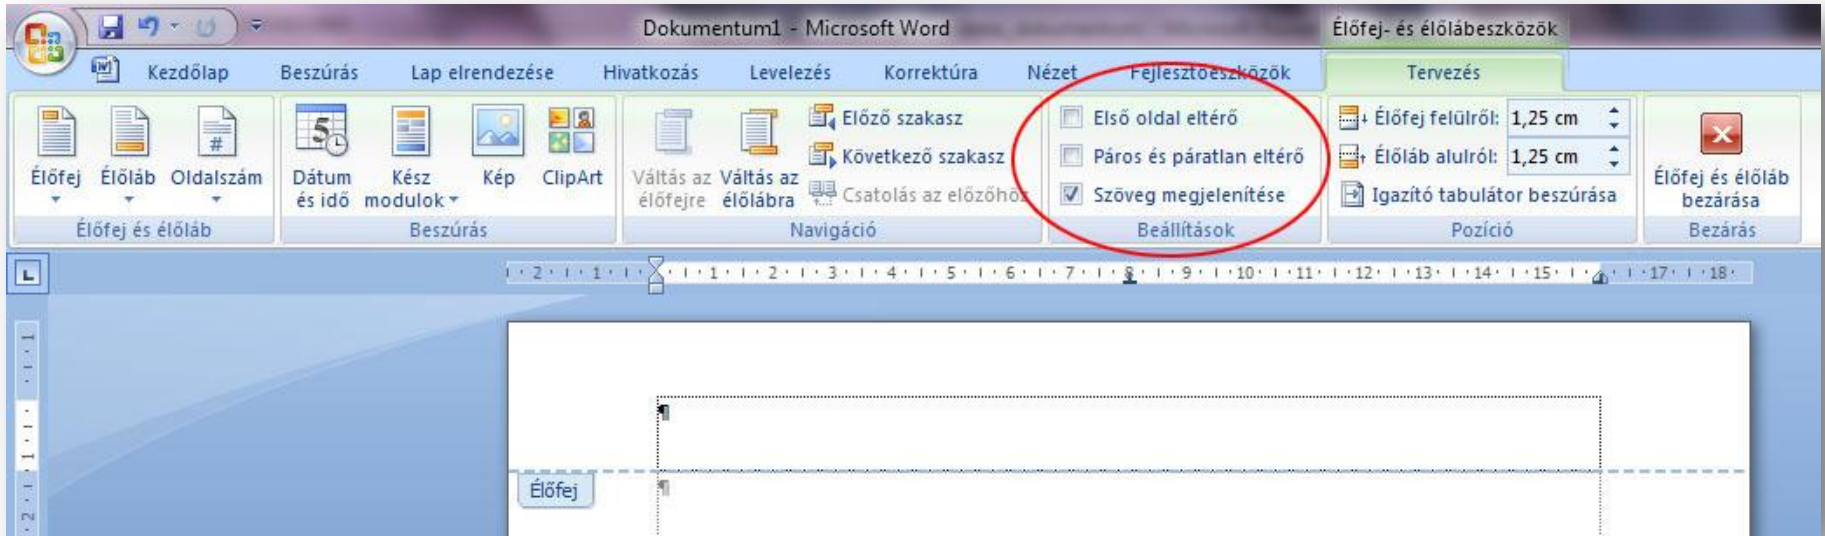 Dokumentum1 - Microsoft Word
Élőfej- és élőlábeszközök
Kezdőlap Beszúrás Lap elrendezése Hivatkozás Levelezés Korrektúra Nézet Fejlesztőeszközök Tervezés
Élőfej
Élőláb
Oldalszám
#
Élőfej és élőláb
5
Dátum
és idő
Kész
modulok
Kép
ClipArt
Beszúrás
Váltás az
élőfejre
Váltás az
élőlábra
Előző szakasz
Következő szakasz
Csatolás az előzőhöz
Navigáció
Első oldal eltérő
Páros és páratlan eltérő
Szöveg megjelenítése
Beállítások
Élőfej felülről: 1,25 cm
Élőláb alulról: 1,25 cm
Igazító tabulátor beszúrása
Pozíció
Élőfej és élőláb
bezárása
Bezárás
2 1 1 2 3 4 5 6 7 8 9 10 11 12 13 14 15 17 18
1
1
2
¶
Élőfej
¶